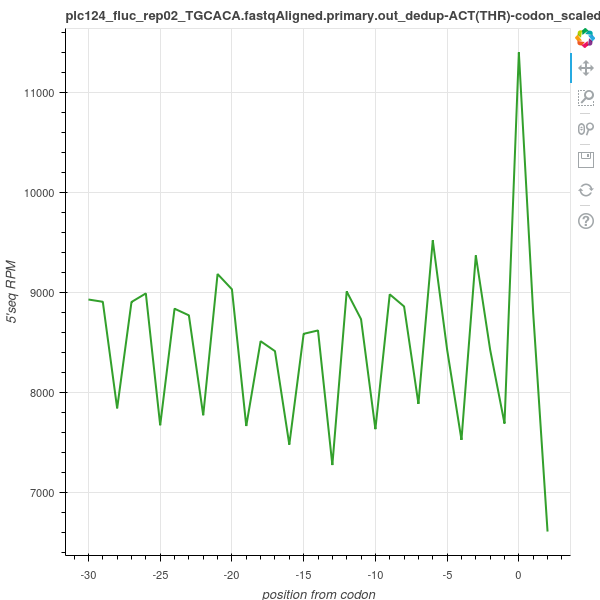 plc124_fluc_rep02_TGCACA.fastqAligned.primary.out_dedup-ACT(THR)-codon_scaled
11000
10000
9000
8000
7000
5'seq RPM
-30 -25 -20 -15 -10 -5 0
position from codon